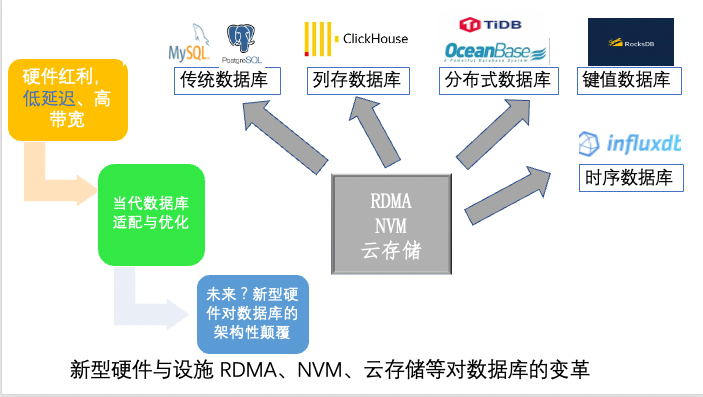 MySQL
PostgreSQL
ClickHouse
TiDB
OceanBase
A Powerful Database System
RocksDB
传统数据库
列存数据库
分布式数据库
键值数据库
硬件红利，
低延迟、高
带宽
influxdb
时序数据库
当代数据库
适配与优化
RDMA
NVM
云存储
未来？新型硬
件对数据库的
架构性颠覆
新型硬件与设施 RDMA、NVM、云存储等对数据库的变革